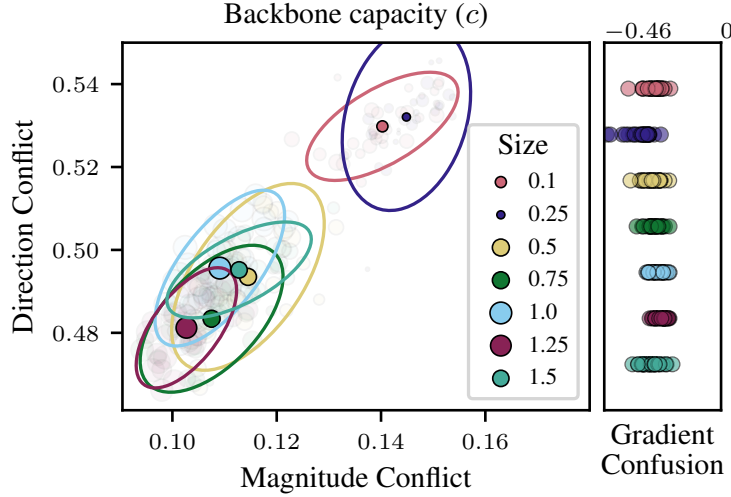 Backbone capacity (c)
−0.46 0
0.54
0.52
0.50
0.48
Direction Conflict
Size
0.1
0.25
0.5
0.75
1.0
1.25
1.5
0.10 0.12 0.14 0.16
Magnitude Conflict
Gradient
Confusion